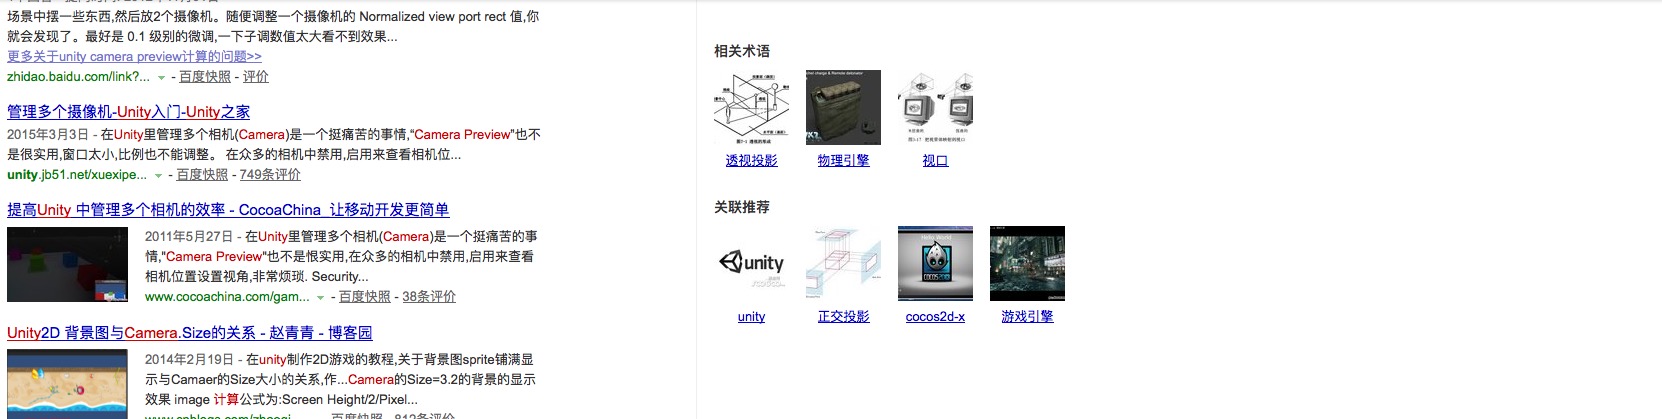 场景中摆一些东西,然后放2个摄像机。随便调整一个摄像机的 Normalized view port rect 值,你
就会发现了。最好是 0.1 级别的微调,一下子调数值太大看不到效果...
更多关于unity camera preview计算的问题>>
zhidao.baidu.com/link?... - 百度快照 - 评价
管理多个摄像机-Unity入门-Unity之家
2015年3月3日 - 在Unity里管理多个相机(Camera)是一个挺痛苦的事情,“Camera Preview”也不
是很实用,窗口太小,比例也不能调整。 在众多的相机中禁用,启用来查看相机位...
unity.jb51.net/xuexipe... - 百度快照 - 749条评价
提高Unity 中管理多个相机的效率 - CocoaChina_让移动开发更简单
2011年5月27日 - 在Unity里管理多个相机(Camera)是一个挺痛苦的事
情,"Camera Preview"也不是恨实用,在众多的相机中禁用,启用来查看
相机位置设置视角,非常烦琐. Security...
www.cocoachina.com/gam... - 百度快照 - 38条评价
Unity2D 背景图与Camera.Size的关系 - 赵青青 - 博客园
2014年2月19日 - 在unity制作2D游戏的教程,关于背景图sprite铺满显
示与Camaer的Size大小的关系,作...Camera的Size=3.2的背景的显示
效果 image 计算公式为:Screen Height/2/Pixel...
相关术语
透视投影 物理引擎 视口
关联推荐
unity
Hello World
COCOS2D-X
unity 正交投影 cocos2d-x 游戏引擎